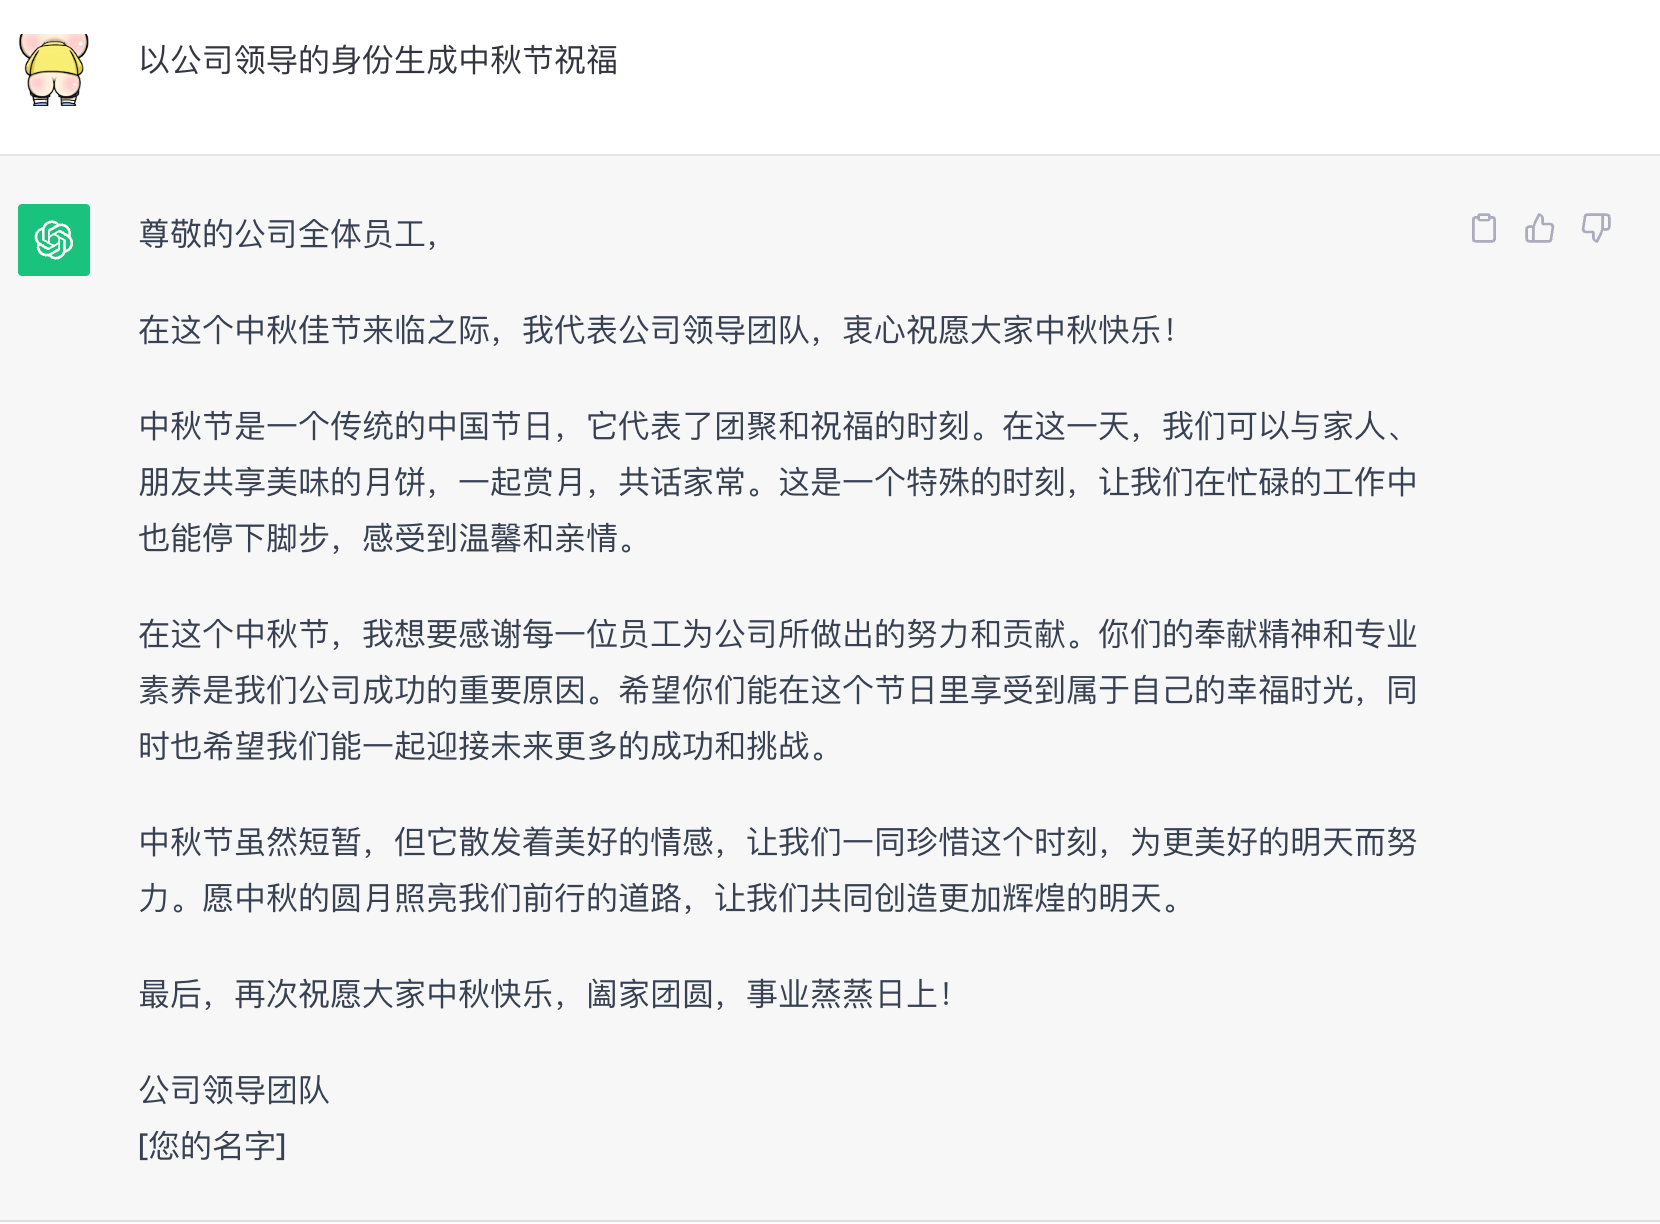 以公司领导的身份生成中秋节祝福
尊敬的公司全体员工，
在这个中秋佳节来临之际，我代表公司领导团队，衷心祝愿大家中秋快乐！
中秋节是一个传统的中国节日，它代表了团聚和祝福的时刻。在这一天，我们可以与家人、
朋友共享美味的月饼，一起赏月，共话家常。这是一个特殊的时刻，让我们在忙碌的工作中
也能停下脚步，感受到温馨和亲情。
在这个中秋节，我想要感谢每一位员工为公司所做出的努力和贡献。你们的奉献精神和专业
素养是我们公司成功的重要原因。希望你们能在这个节日里享受到属于自己的幸福时光，同
时也希望我们能一起迎接未来更多的成功和挑战。
中秋节虽然短暂，但它散发着美好的情感，让我们一同珍惜这个时刻，为更美好的明天而努
力。愿中秋的圆月照亮我们前行的道路，让我们共同创造更加辉煌的明天。
最后，再次祝愿大家中秋快乐，阖家团圆，事业蒸蒸日上！
公司领导团队
[您的名字]